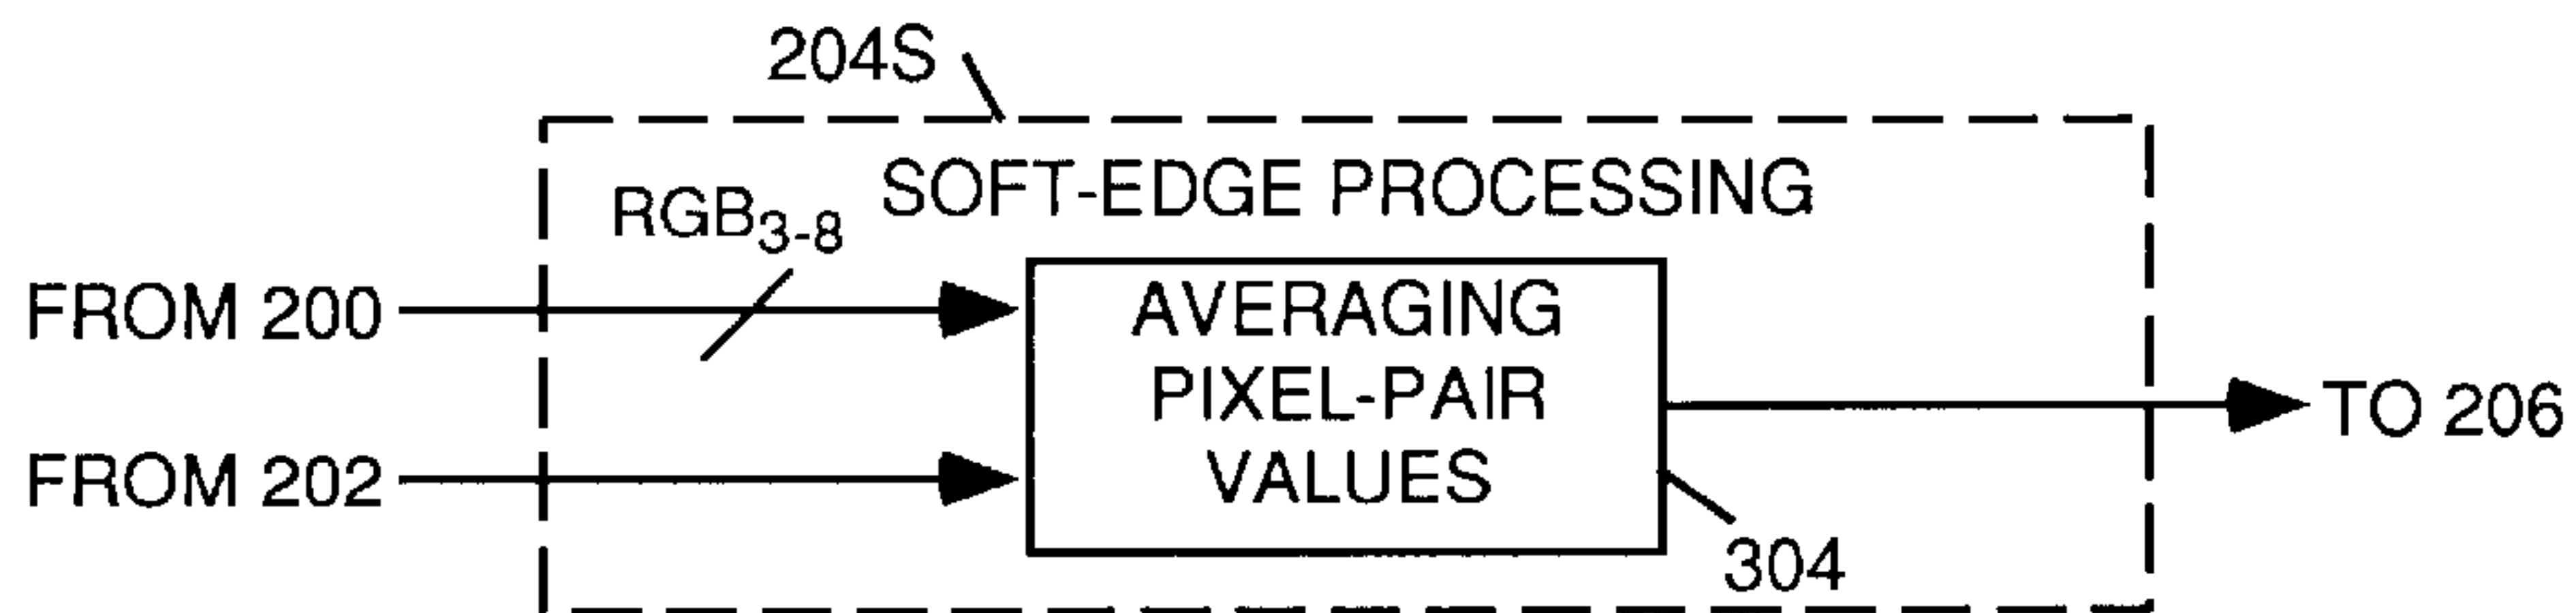 204S
SOFT-EDGE PROCESSING
RGB3-8
FROM 200
AVERAGING
PIXEL-PAIR
VALUES
TO 206
FROM 202
304